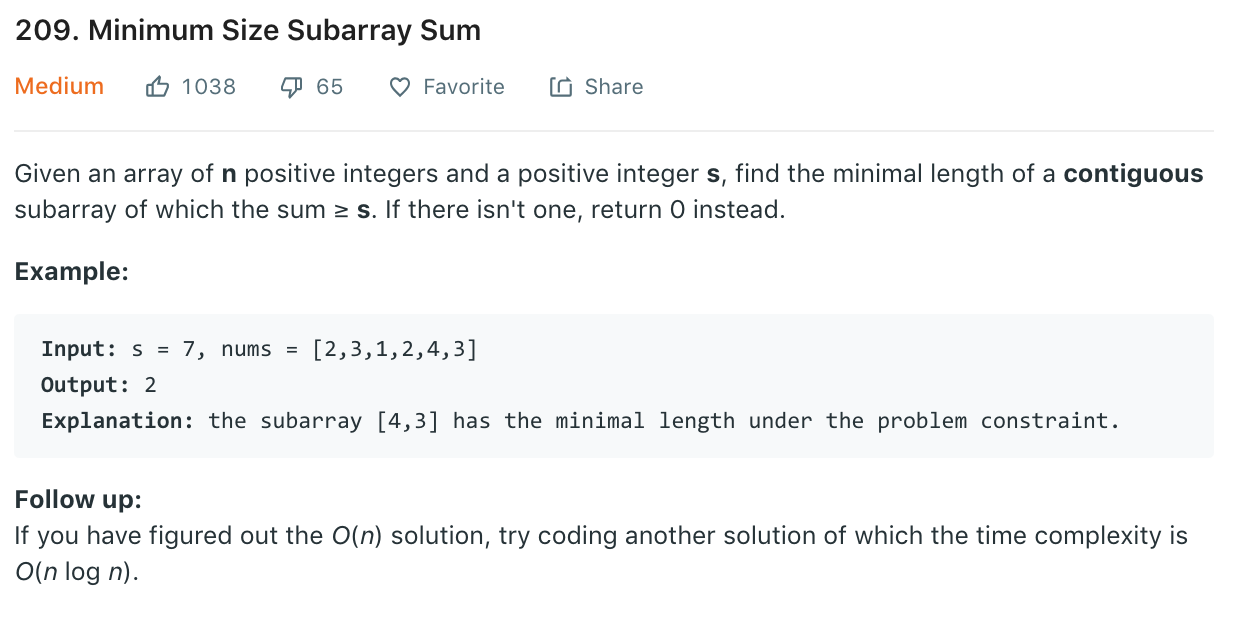 209. Minimum Size Subarray Sum
Medium 1038 65 Favorite Share
Given an array of n positive integers and a positive integer s, find the minimal length of a contiguous
subarray of which the sum ≥ s. If there isn't one, return 0 instead.
Example:
Input: s = 7, nums = [2,3,1,2,4,3]
Output: 2
Explanation: the subarray [4,3] has the minimal length under the problem constraint.
Follow up:
If you have figured out the O(n) solution, try coding another solution of which the time complexity is
O(n log n).